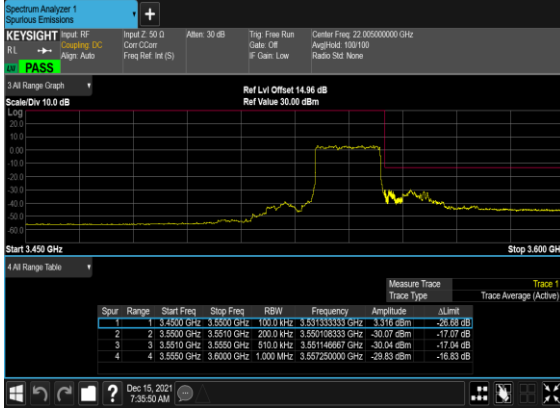 Spectrum Analyzer 1
Spurious Emissions
+
KEYSIGHT Input: RF Input Z: 50 Ω Atten: 30 dB Trig: Free Run Center Freq: 22.005000000 GHz
RL Coupling: DC Corr CCorr Gate: Off Avg|Hold: 100/100
Align: Auto Freq Ref: Int (S) IF Gain: Low Radio Std: None
PASS
3 All Range Graph Ref Lvl Offset 14.96 dB
Scale/Div 10.0 dB Ref Value 30.00 dBm
Log
20.0
10.0
0.00
-10.0
-20.0
-30.0
-40.0
-50.0
-60.0
Start 3.450 GHz Stop 3.600 GH
4 All Range Table
Measure Trace Trace 1
Trace Type Trace Average (Active)
Spur Range Start Freq Stop Freq RBW Frequency Amplitude ΔLimit
1 1 3.4500 GHz 3.5500 GHz 100.0 kHz 3.531333333 GHz 3.316 dBm -26.68 dB
2 2 3.5500 GHz 3.5510 GHz 200.0 kHz 3.550108333 GHz -30.07 dBm -17.07 dB
3 3 3.5510 GHz 3.5550 GHz 510.0 kHz 3.551146667 GHz -30.04 dBm -17.04 dB
4 4 3.5550 GHz 3.6000 GHz 1.000 MHz 3.557250000 GHz -29.83 dBm -16.83 dB
? Dec 15, 2021
7:35:50 AM